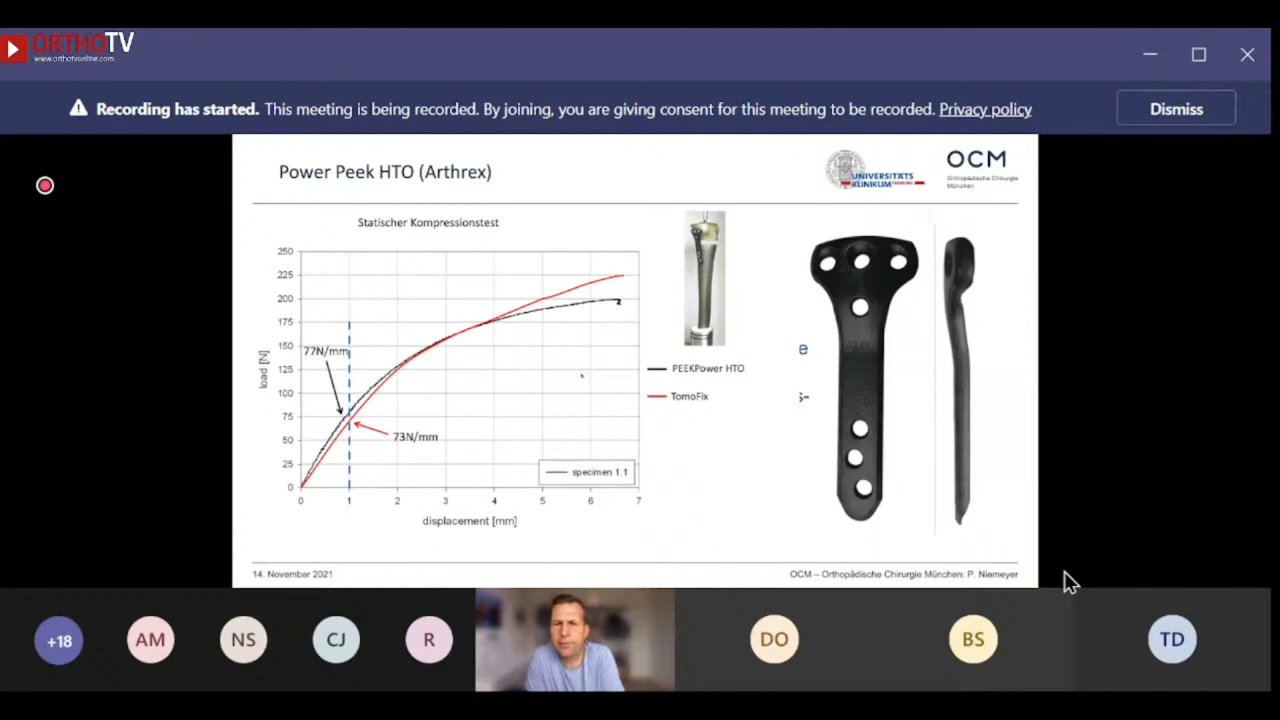 ORTHOTV
www.orthotvonline.com
Recording has started. This meeting is being recorded. By joining, you are giving consent for this meeting to be recorded. Privacy policy
Dismiss
Power Peek HTO (Arthrex)
UNIVERSITÄTS
KLINIKUM
OCM
Orthopädische Chirurgie
München
Statischer Kompressionstest
250
225
200
175
150
125
100
75
50
25
0
load [N]
77N/mm
73N/mm
specimen 1.1
0 1 2 3 4 5 6 7
displacement [mm]
PEEKPower HTO
TomoFix
e
s-
14. November 2021
OCM – Orthopädische Chirurgie München: P. Niemeyer
+18
AM
NS
CJ
R
DO
BS
TD